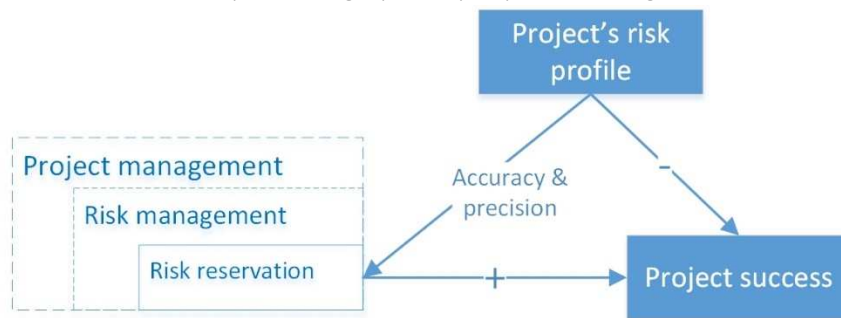 Project's risk
profile
Project management
Accuracy &
precision
Risk management
Risk reservation
-
+
Project success